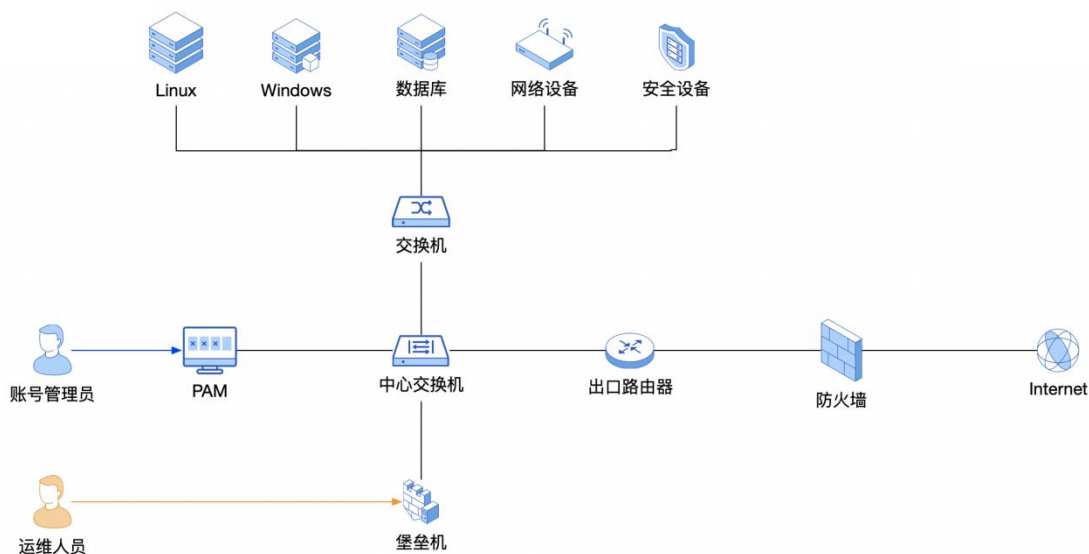 Linux
Windows
数据库
网络设备
安全设备
交换机
账号管理员
PAM
中心交换机
出口路由器
防火墙
Internet
运维人员
堡垒机